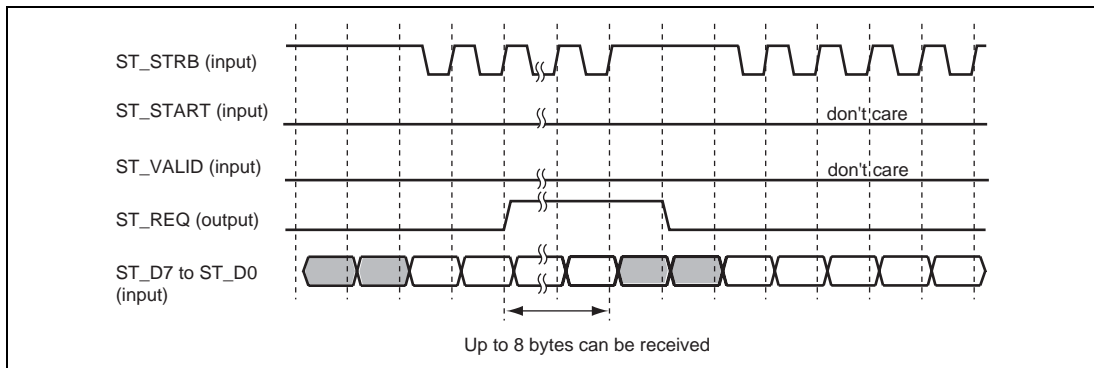 ST_STRB (input)
ST_START (input)
don't care
ST_VALID (input)
don't care
ST_REQ (output)
ST_D7 to ST_D0
(input)
Up to 8 bytes can be received